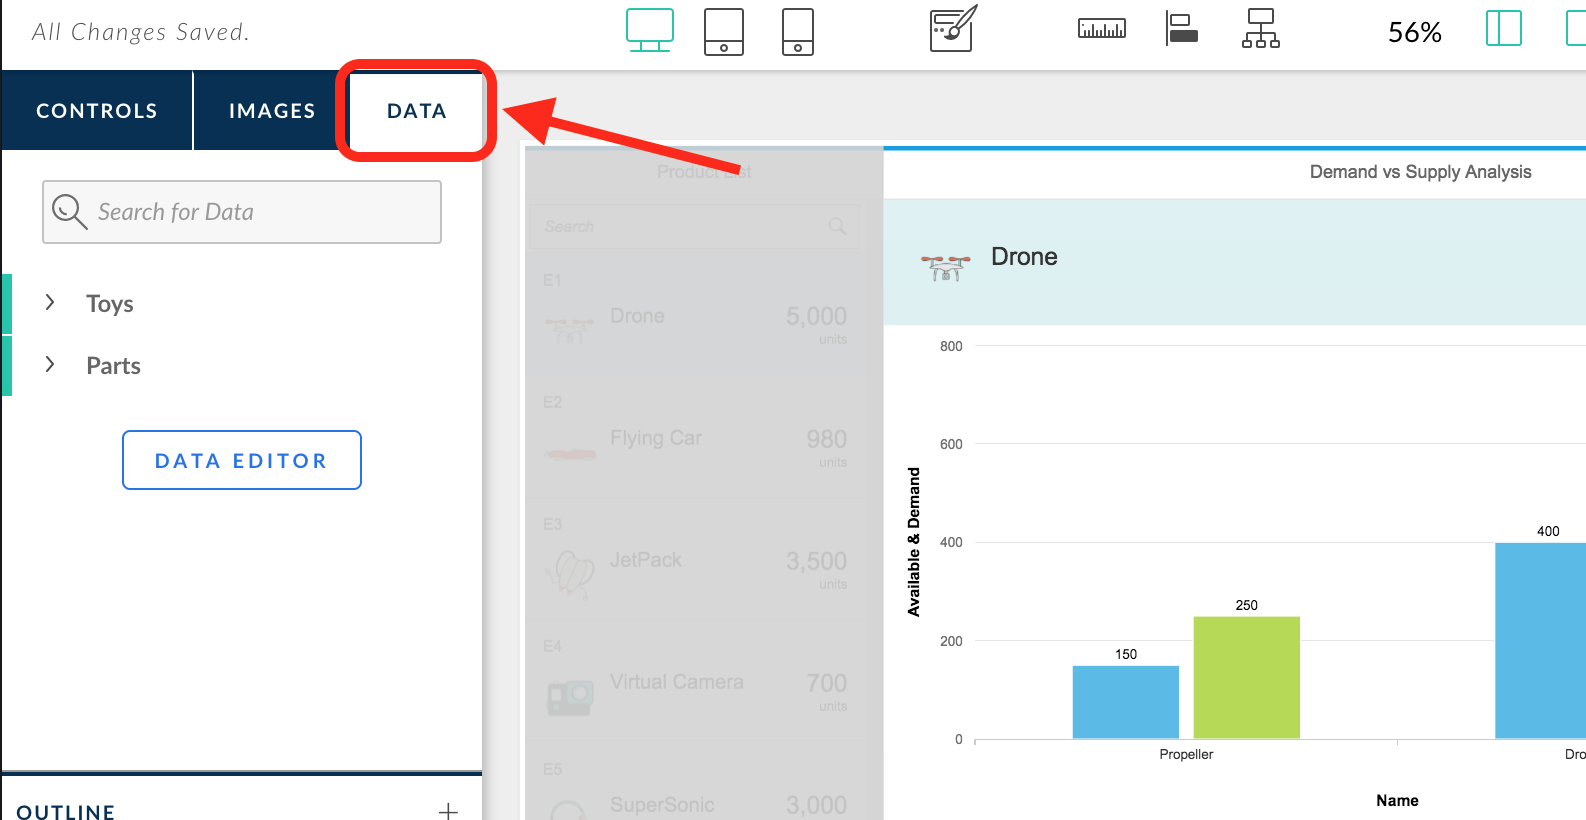 All Changes Saved.
56%
CONTROLS
IMAGES
DATA
Search for Data
Toys
Parts
DATA EDITOR
OUTLINE
Product List
Search
E1
Drone
5,000
units
E2
Flying Car
980
units
E3
JetPack
3,500
units
E4
Virtual Camera
700
units
E5
SuperSonic
3,000
Demand vs Supply Analysis
Drone
800
600
400
200
0
Available & Demand
150
250
400
Propeller
Dro
Name